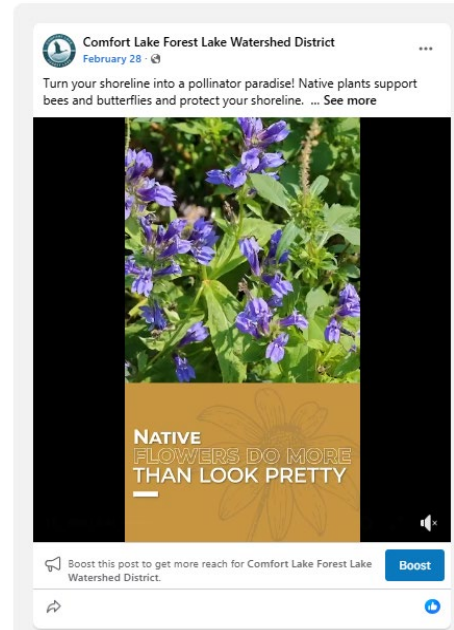 Comfort Lake Forest Lake Watershed District
February 28 ·
Turn your shoreline into a pollinator paradise! Native plants support
bees and butterflies and protect your shoreline. ... See more
NATIVE
FLOWERS DO MORE
THAN LOOK PRETTY
Boost this post to get more reach for Comfort Lake Forest Lake
Watershed District.
Boost